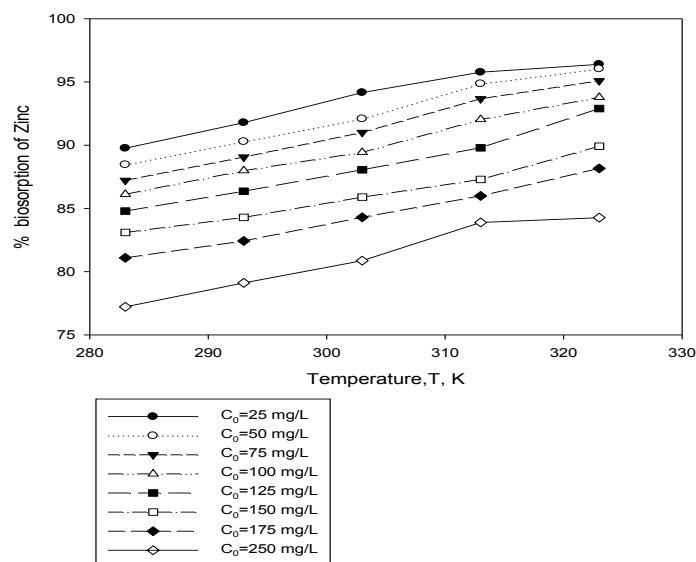 100
95
90
85
80
75
% biosorption of Zinc
280 290 300 310 320 330
Temperature,T, K
C₀=25 mg/L
C₀=50 mg/L
C₀=75 mg/L
C₀=100 mg/L
C₀=125 mg/L
C₀=150 mg/L
C₀=175 mg/L
C₀=250 mg/L